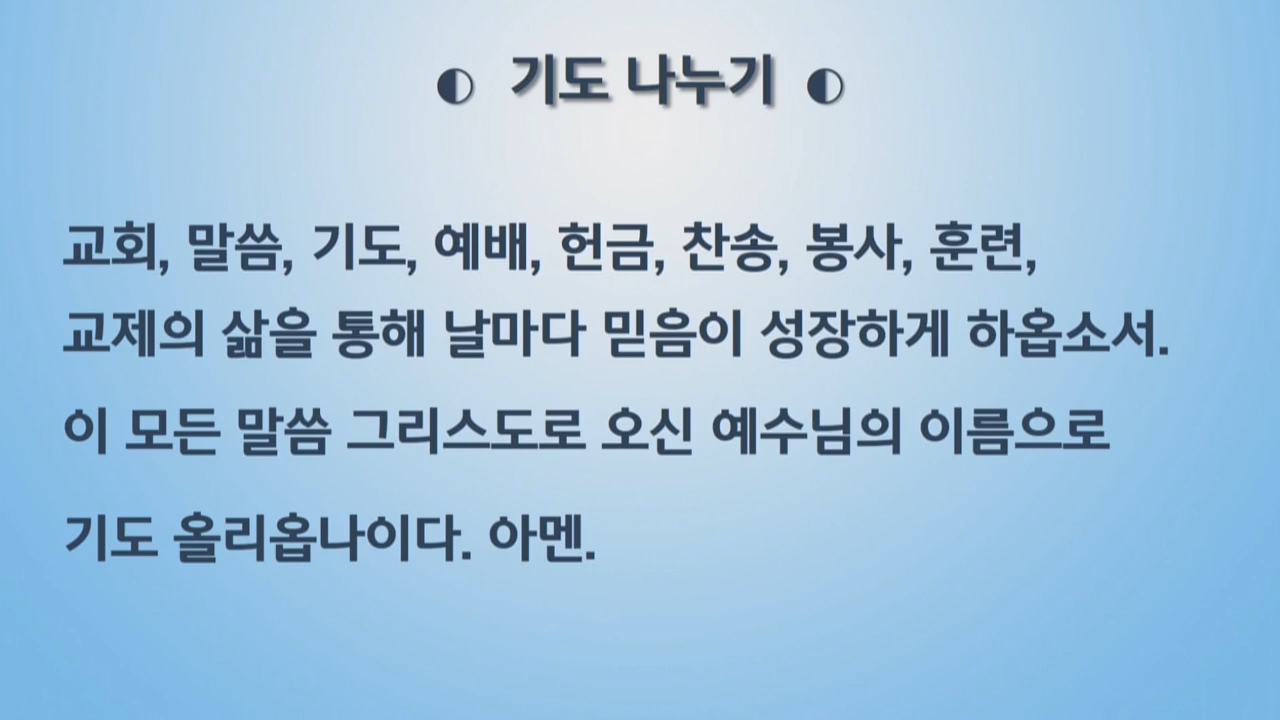 ◐ 기도 나누기 ◐
교회, 말씀, 기도, 예배, 헌금, 찬송, 봉사, 훈련,
교제의 삶을 통해 날마다 믿음이 성장하게 하옵소서.
이 모든 말씀 그리스도로 오신 예수님의 이름으로
기도 올리옵나이다. 아멘.